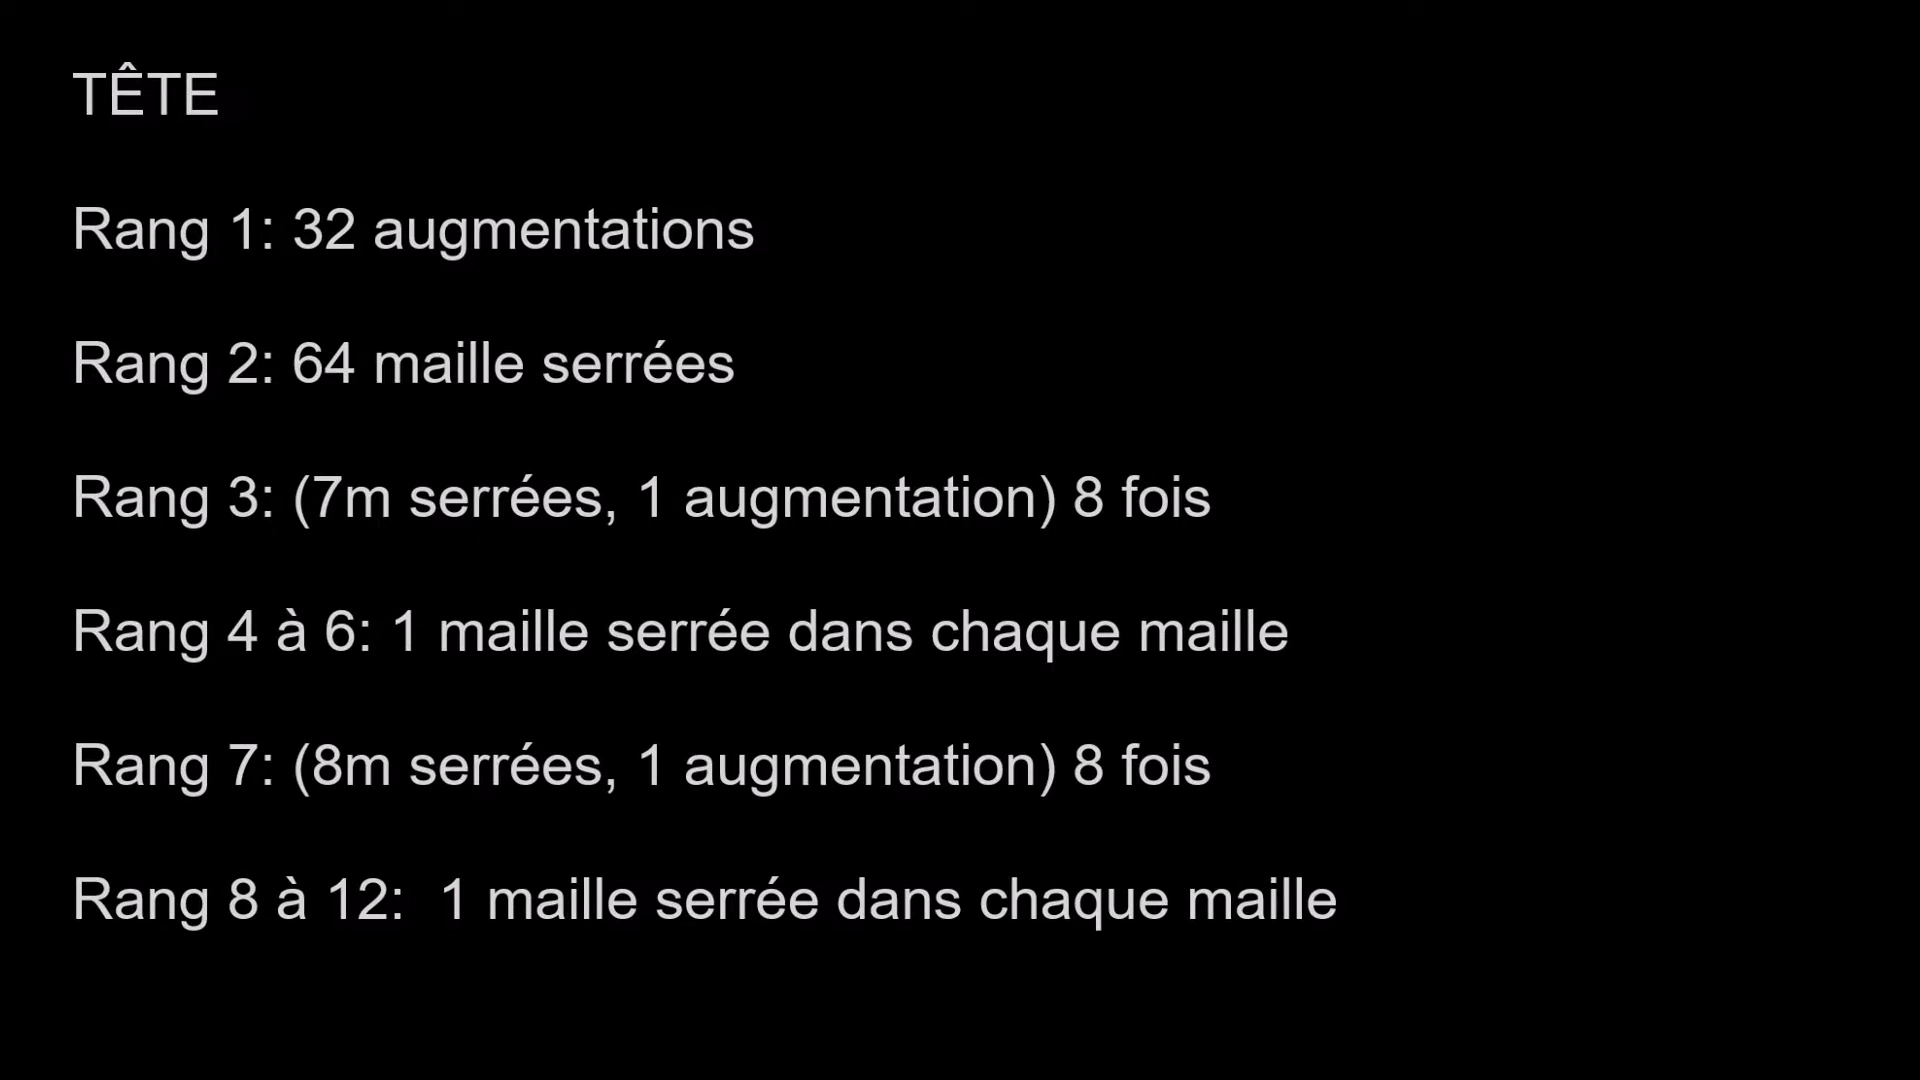 TÊTE
Rang 1: 32 augmentations
Rang 2: 64 maille serrées
Rang 3: (7m serrées, 1 augmentation) 8 fois
Rang 4 à 6: 1 maille serrée dans chaque maille
Rang 7: (8m serrées, 1 augmentation) 8 fois
Rang 8 à 12:  1 maille serrée dans chaque maille